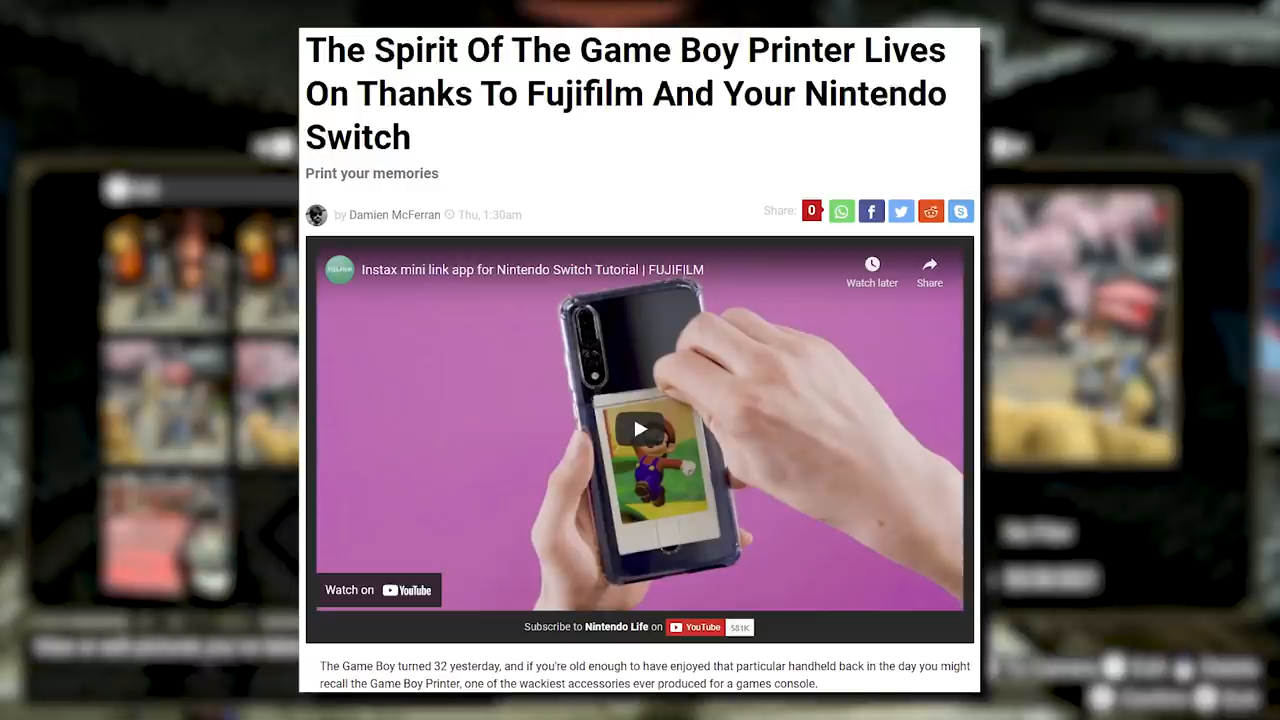 The Spirit Of The Game Boy Printer Lives
On Thanks To Fujifilm And Your Nintendo
Switch
Print your memories
by Damien McFerran Thu, 1:30am
Share: 0
Instax mini link app for Nintendo Switch Tutorial | FUJIFILM
Watch later
Share
Watch on YouTube
Subscribe to Nintendo Life on YouTube 581K
The Game Boy turned 32 yesterday, and if you're old enough to have enjoyed that particular handheld back in the day you might
recall the Game Boy Printer, one of the wackiest accessories ever produced for a games console.